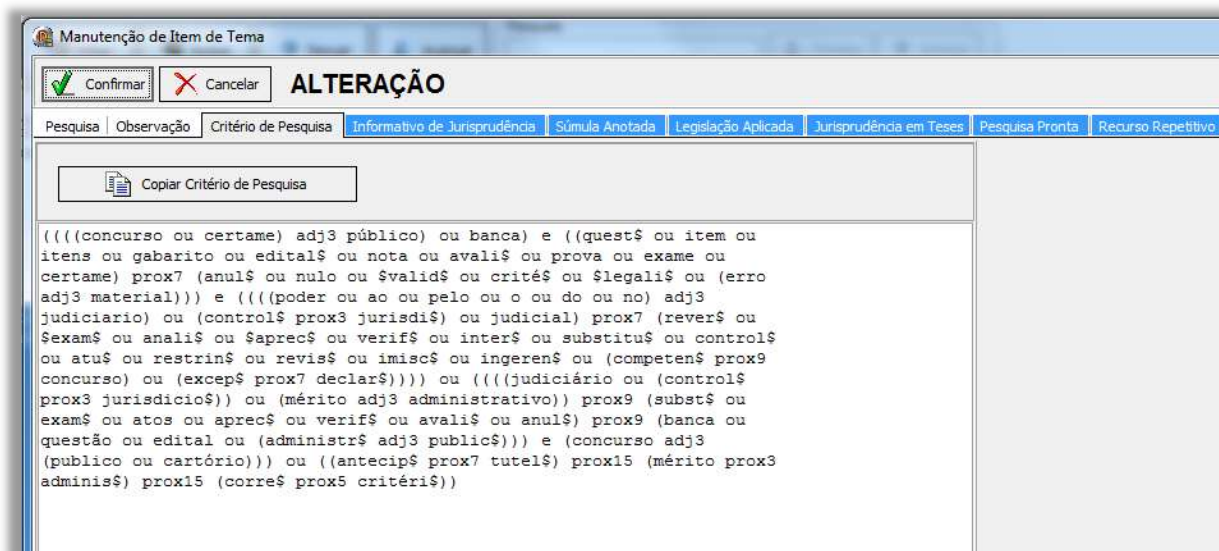 Manutenção de Item de Tema
Confirmar Cancelar ALTERAÇÃO
Pesquisa Observação Critério de Pesquisa Informativo de Jurisprudência Súmula Anotada Legislação Aplicada Jurisprudência em Teses Pesquisa Pronta Recurso Repetitivo
Copiar Critério de Pesquisa
((((concurso ou certame) adj3 público) ou banca) e ((quest$ ou item ou
itens ou gabarito ou edital$ ou nota ou avali$ ou prova ou exame ou
certame) prox7 (anul$ ou nulo ou $valid$ ou crité$ ou $legali$ ou (erro
adj3 material))) e ((((poder ou ao ou pelo ou o ou do ou no) adj3
judiciario) ou (control$ prox3 jurisdi$) ou judicial) prox7 (rever$ ou
$exam$ ou anali$ ou $aprec$ ou verif$ ou inter$ ou substitu$ ou control$
ou atu$ ou restrin$ ou revis$ ou imisc$ ou ingeren$ ou (competen$ prox9
concurso) ou (excep$ prox7 declar$)))) ou ((((judiciário ou (control$
prox3 jurisdicio$)) ou (mérito adj3 administrativo)) prox9 (subst$ ou
exam$ ou atos ou aprec$ ou verif$ ou avali$ ou anul$) prox9 (banca ou
questão ou edital ou (administr$ adj3 public$))) e (concurso adj3
(publico ou cartório))) ou ((antecip$ prox7 tutel$) prox15 (mérito prox3
adminis$) prox15 (corre$ prox5 critéri$))